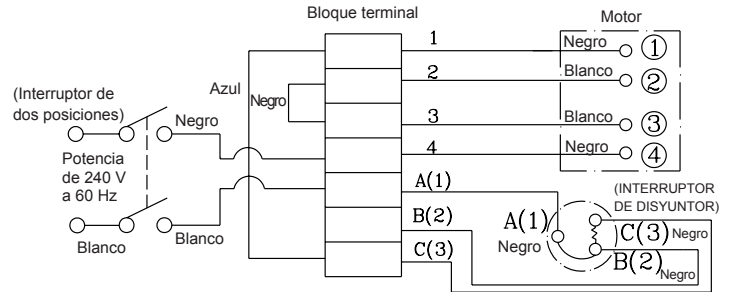 Bloque terminal
Motor
1
Negro
1
2
Blanco
2
(Interruptor de
dos posiciones)
Azul
Negro
Negro
3
Blanco
3
4
Negro
4
Potencia
de 240 V
a 60 Hz
A(1)
(INTERRUPTOR
DE DISYUNTOR)
B(2)
A(1)
Negro
C(3) Negro
Blanco
Blanco
C(3)
B(2) Negro